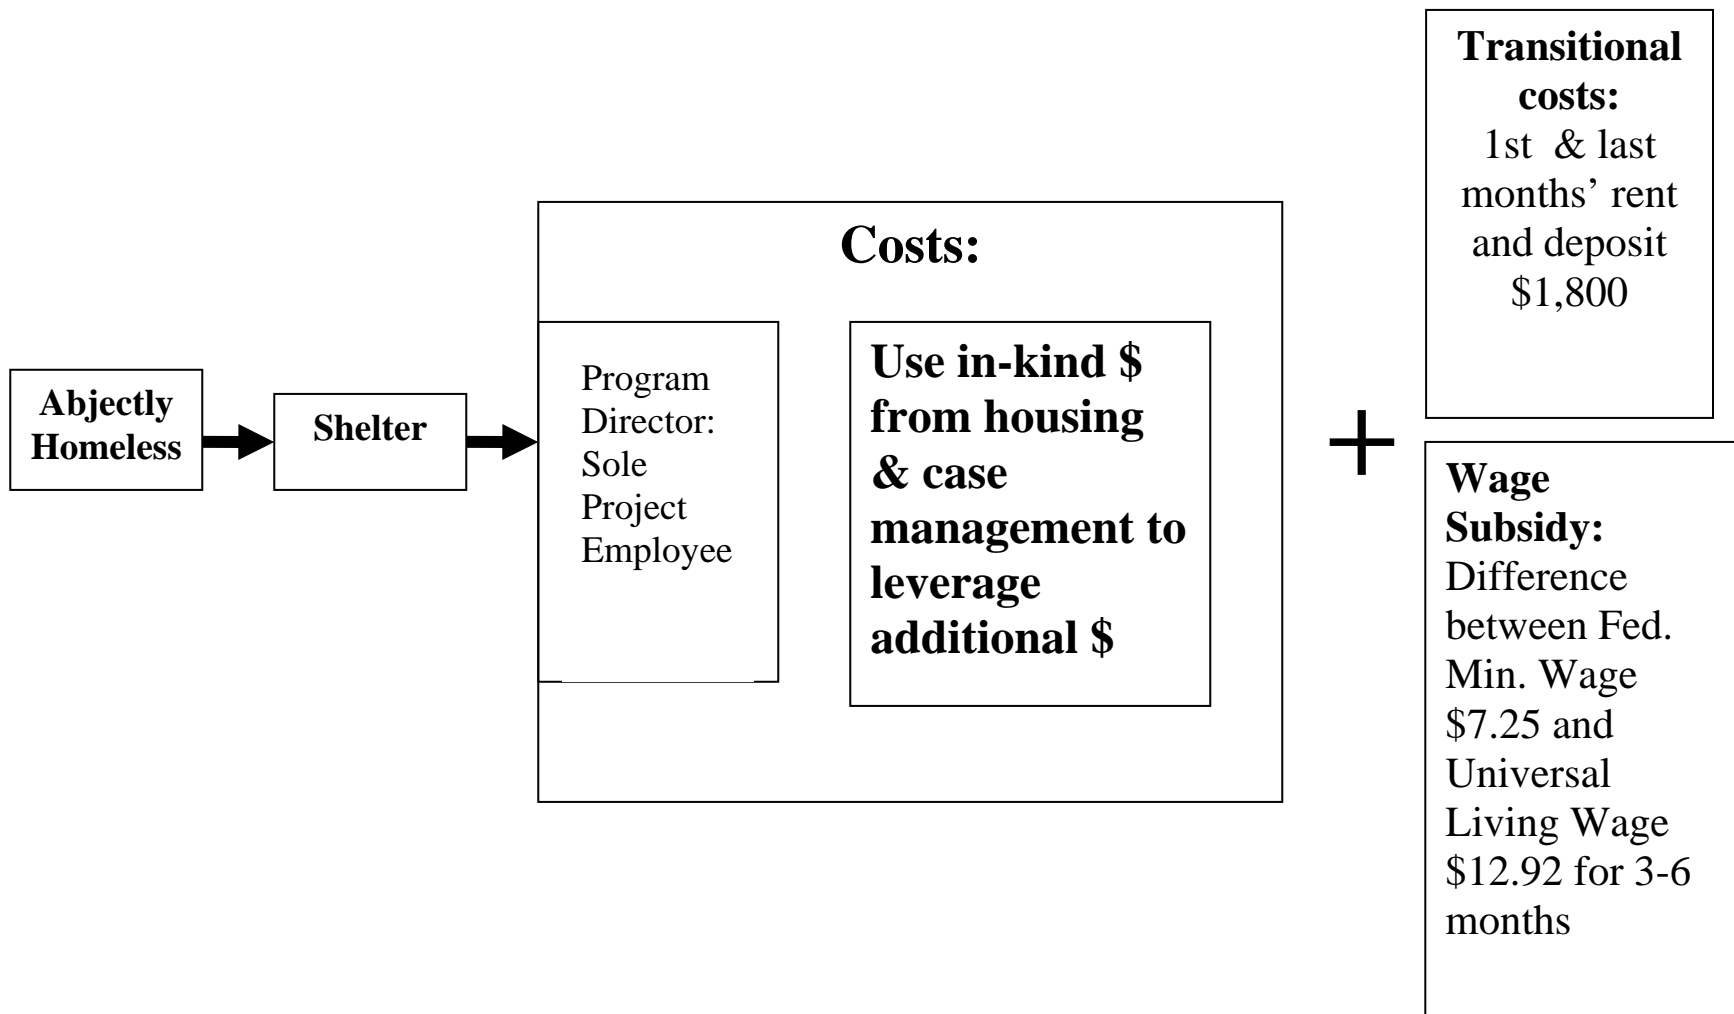 Abjectly
Homeless
Shelter
Costs:
Program
Director:
Sole
Project
Employee
Use in-kind $
from housing
& case
management to
leverage
additional $
+
Transitional
costs:
1st & last
months’ rent
and deposit
$1,800
Wage
Subsidy:
Difference
between Fed.
Min. Wage
$7.25 and
Universal
Living Wage
$12.92 for 3-6
months